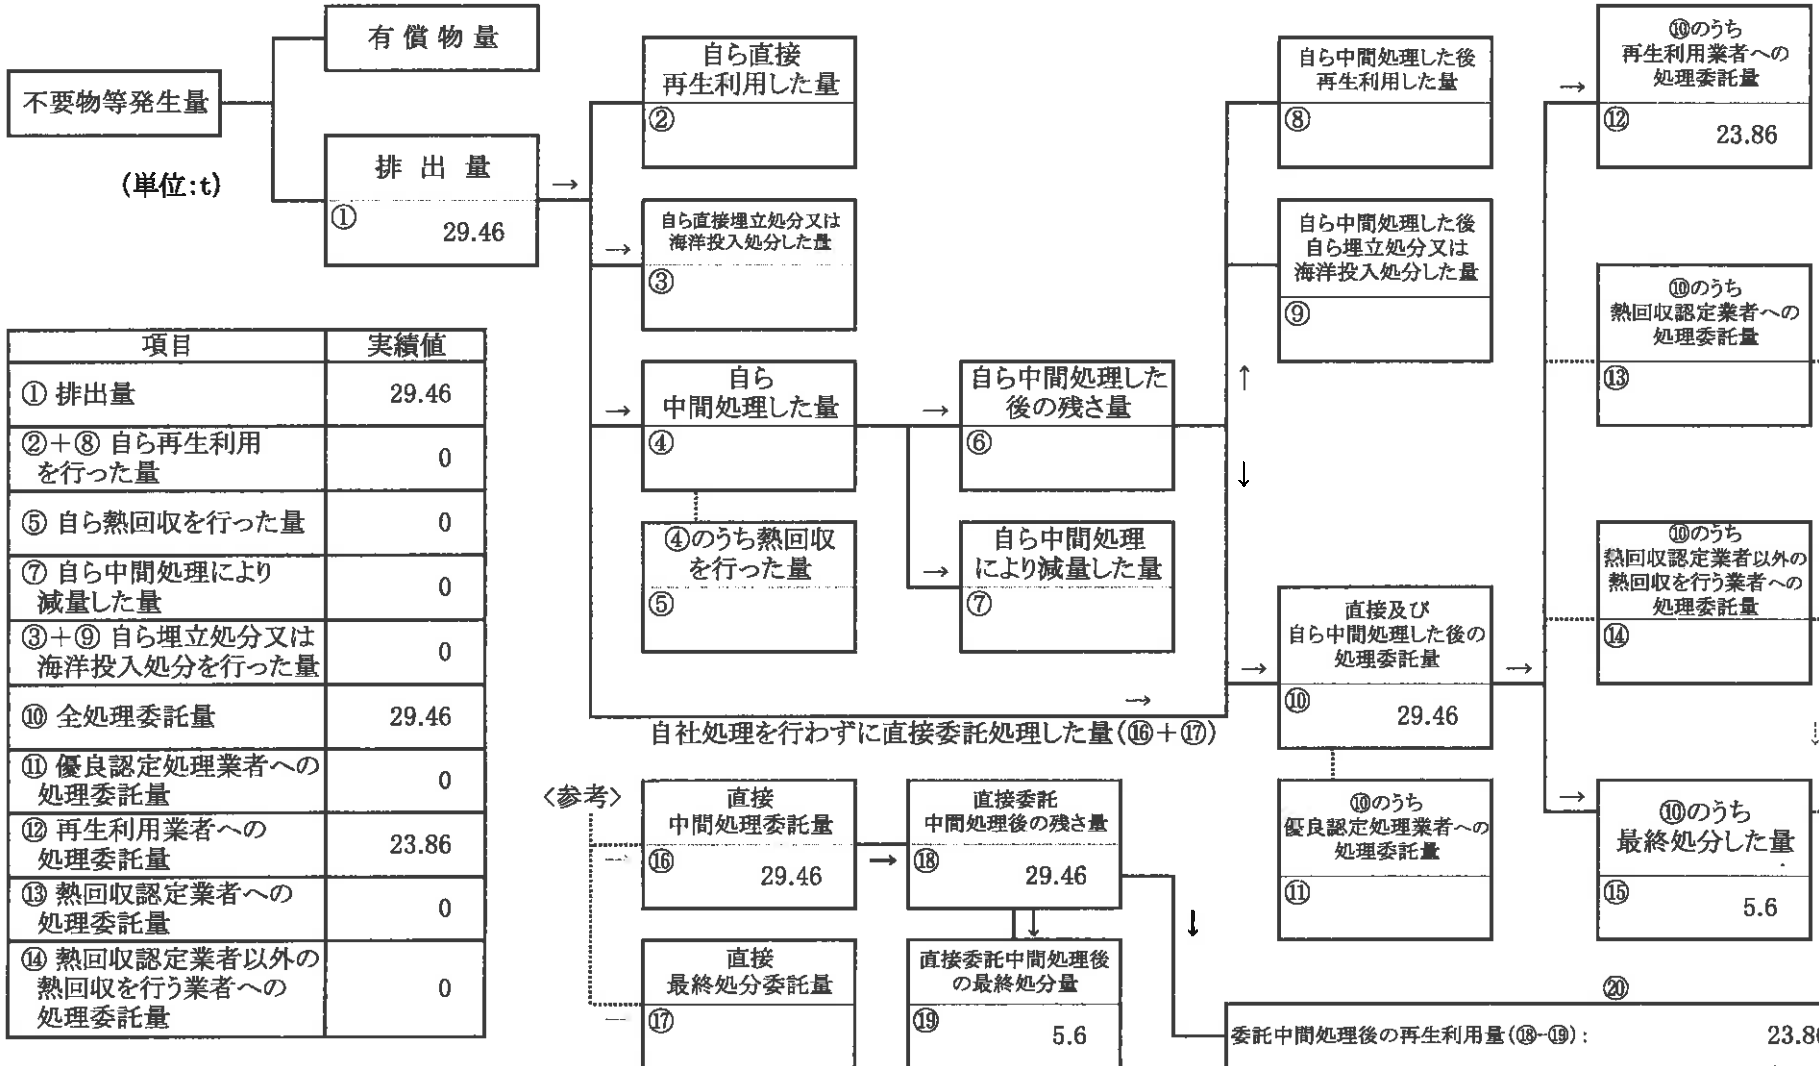 有償物量
不要物等発生量
(単位:t)
排出量
①
29.46
自ら直接
再生利用した量
②
自ら直接埋立処分又は
海洋投入処分した量
③
自ら
中間処理した量
④
④のうち熱回収
を行った量
⑤
自ら中間処理した
後の残さ量
⑥
自ら中間処理
により減量した量
⑦
自ら中間処理した後
再生利用した量
⑧
自ら中間処理した後
自ら埋立処分又は
海洋投入処分した量
⑨
直接及び
自ら中間処理した後の
処理委託量
⑩
29.46
⑩のうち
優良認定処理業者への
処理委託量
⑪
⑩のうち
再生利用業者への
処理委託量
⑫
23.86
⑩のうち
熱回収認定業者への
処理委託量
⑬
⑩のうち
熱回収認定業者以外の
熱回収を行う業者への
処理委託量
⑭
⑩のうち
最終処分した量
⑮
5.6
自社処理を行わずに直接委託処理した量(⑯+⑰)
<参考>
直接
中間処理委託量
⑯
29.46
直接
最終処分委託量
⑰
直接委託
中間処理後の残さ量
⑱
29.46
直接委託中間処理後
の最終処分量
⑲
5.6
⑳
委託中間処理後の再生利用量(⑱-⑲):
23.86
項目 実績値
① 排出量 29.46
②+⑧ 自ら再生利用
を行った量 0
⑤ 自ら熱回収を行った量 0
⑦ 自ら中間処理により
減量した量 0
③+⑨ 自ら埋立処分又は
海洋投入処分を行った量 0
⑩ 全処理委託量 29.46
⑪ 優良認定処理業者への
処理委託量 0
⑫ 再生利用業者への
処理委託量 23.86
⑬ 熱回収認定業者への
処理委託量 0
⑭ 熱回収認定業者以外の
熱回収を行う業者への
処理委託量 0